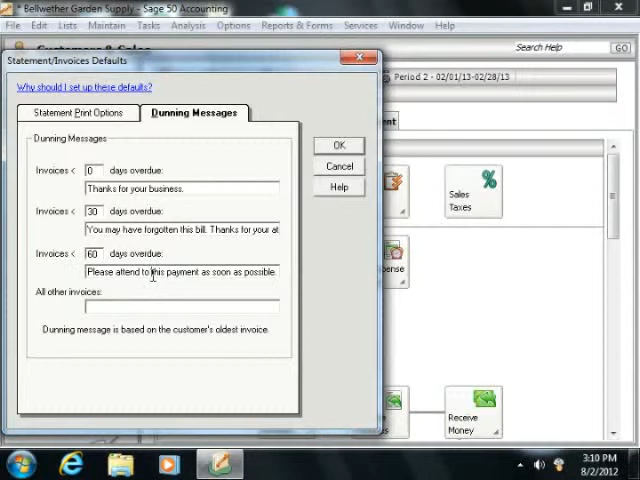 * Bellwether Garden Supply - Sage 50 Accounting
File Edit Lists Maintain Tasks Analysis Options Reports & Forms Services Window Help
Customers & Sales
Search Help GO
Statement/Invoices Defaults
Period 2 - 02/01/13-02/28/13
Why should I set up these defaults?
Statement Print Options
Dunning Messages
Dunning Messages
OK
Cancel
Help
Invoices < 0 days overdue:
Thanks for your business.
Invoices < 30 days overdue:
You may have forgotten this bill. Thanks for your at
Invoices < 60 days overdue:
Please attend to this payment as soon as possible.
All other invoices:
Dunning message is based on the customer's oldest invoice.
Sales
Taxes
Receive
Money
3:10 PM
8/2/2012